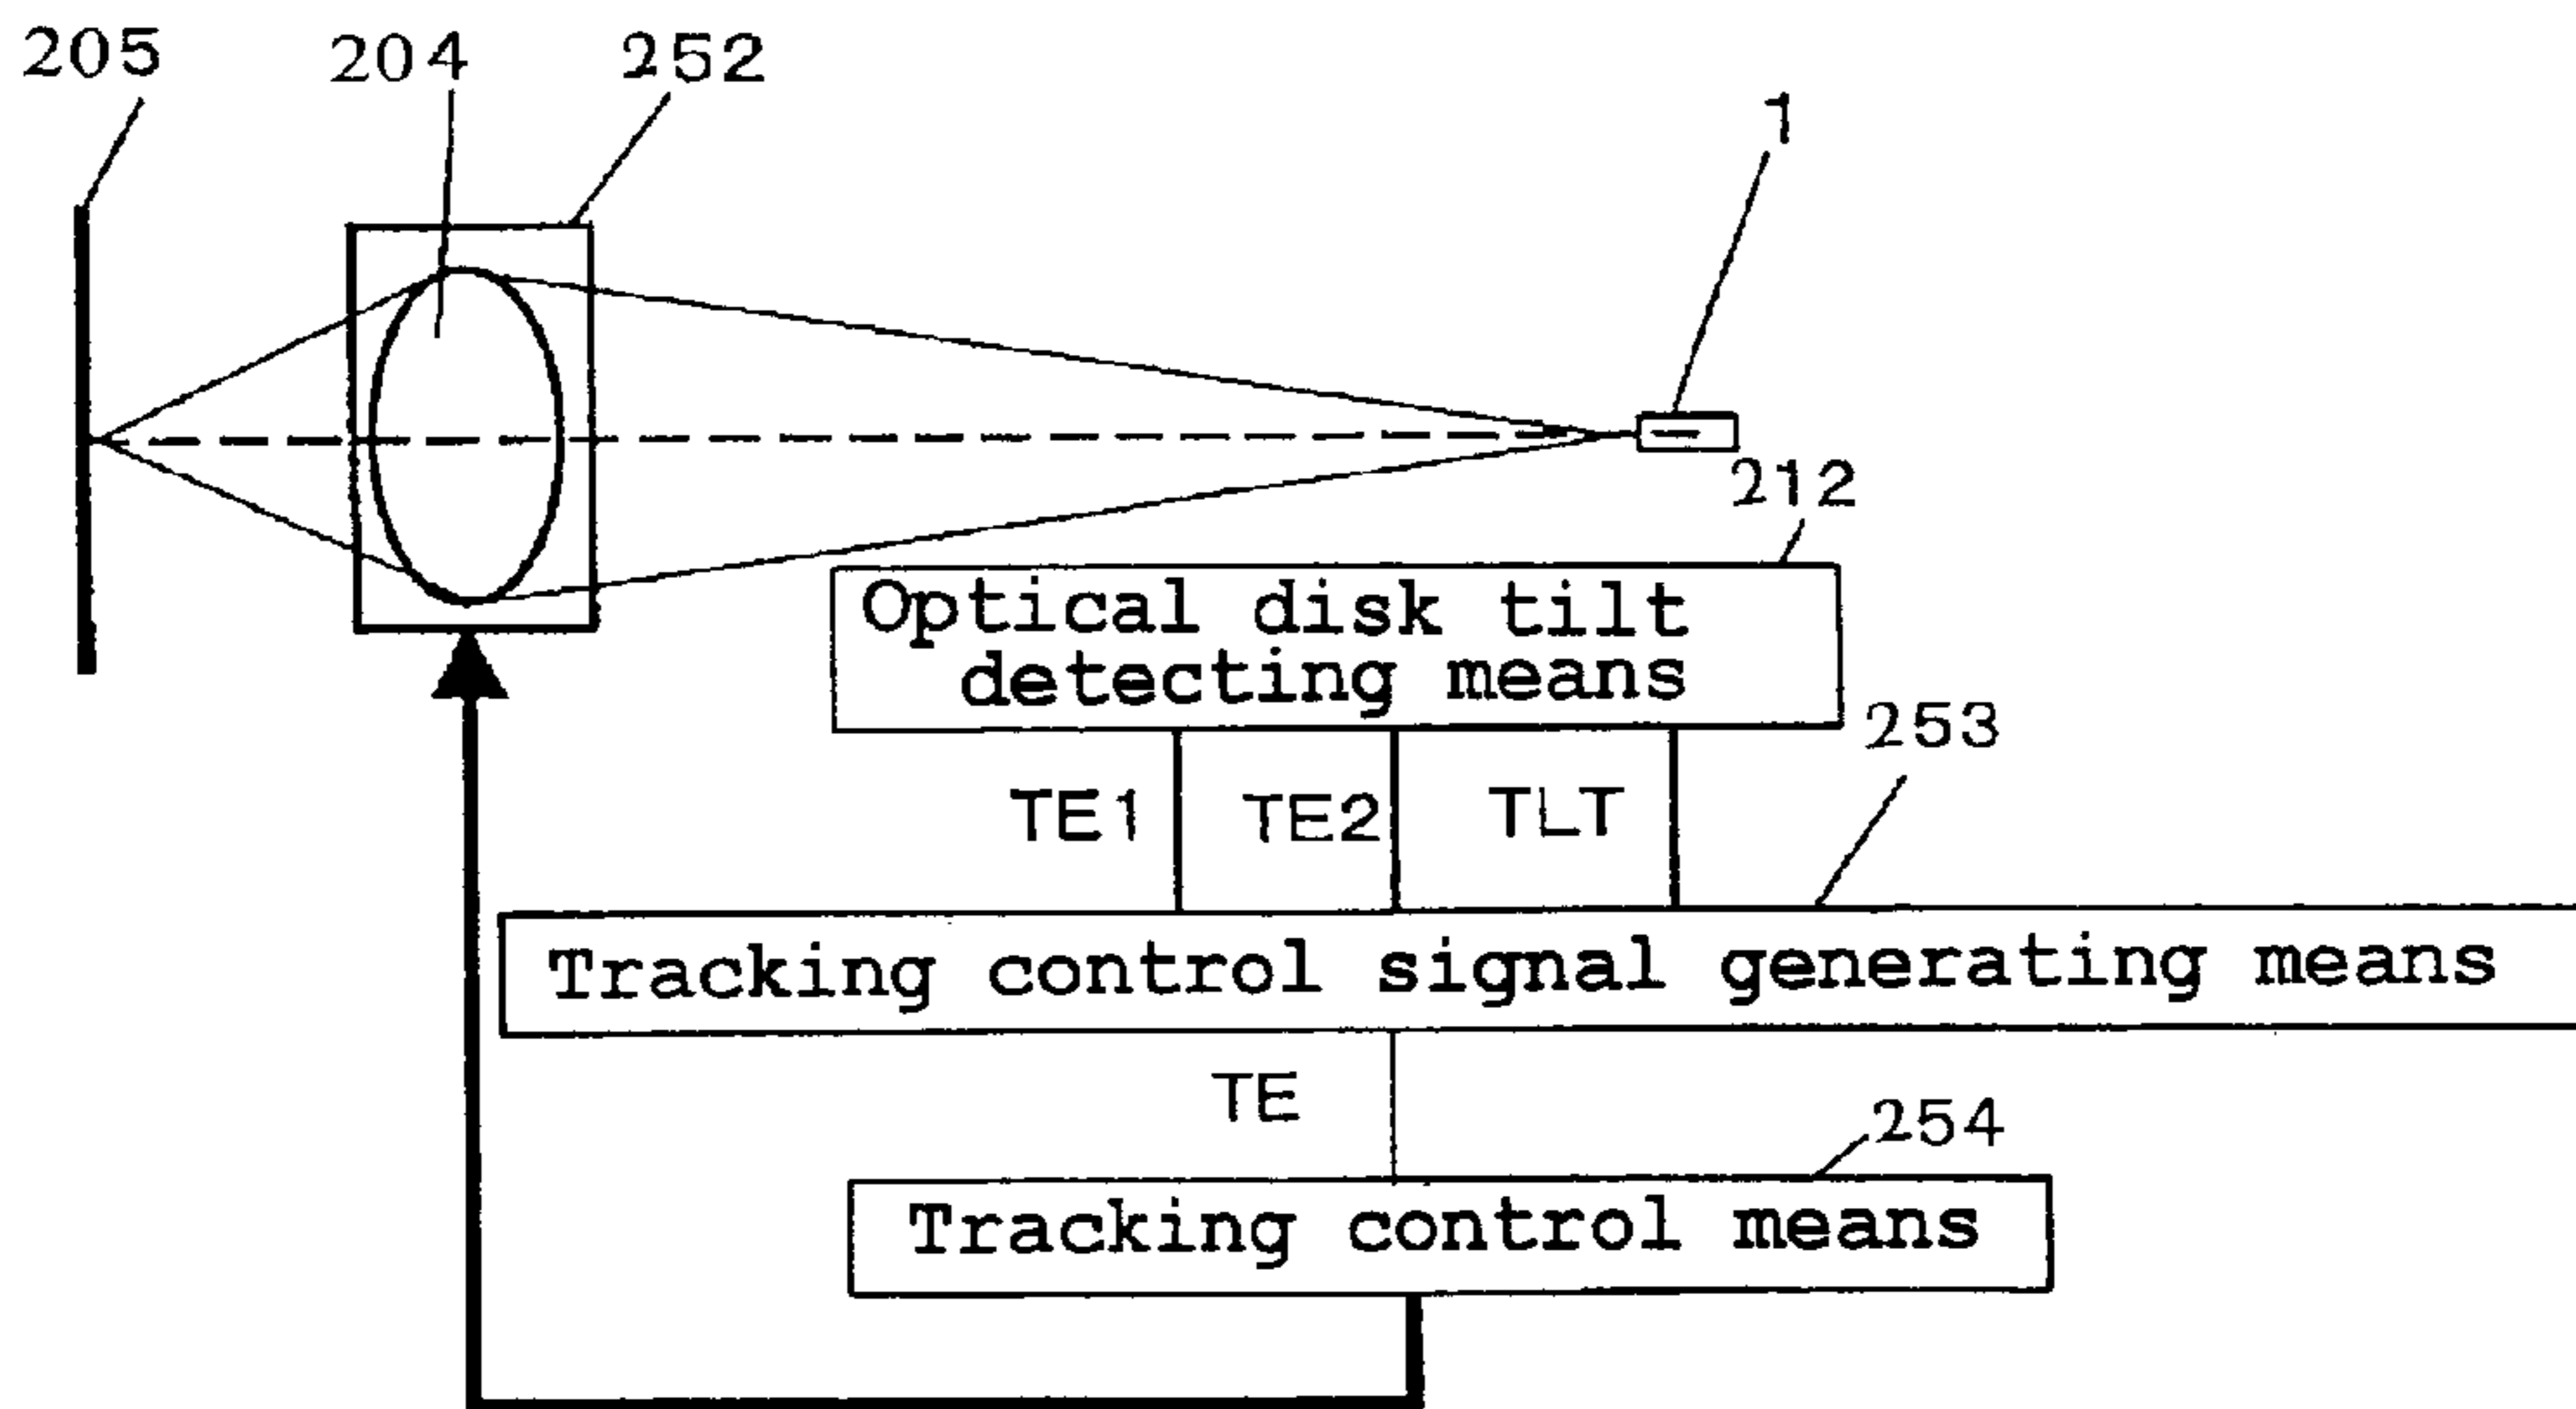 205 204 252
1
212
Optical disk tilt
detecting means
253
TE1 TE2 TLT
Tracking control signal generating means
TE
254
Tracking control means